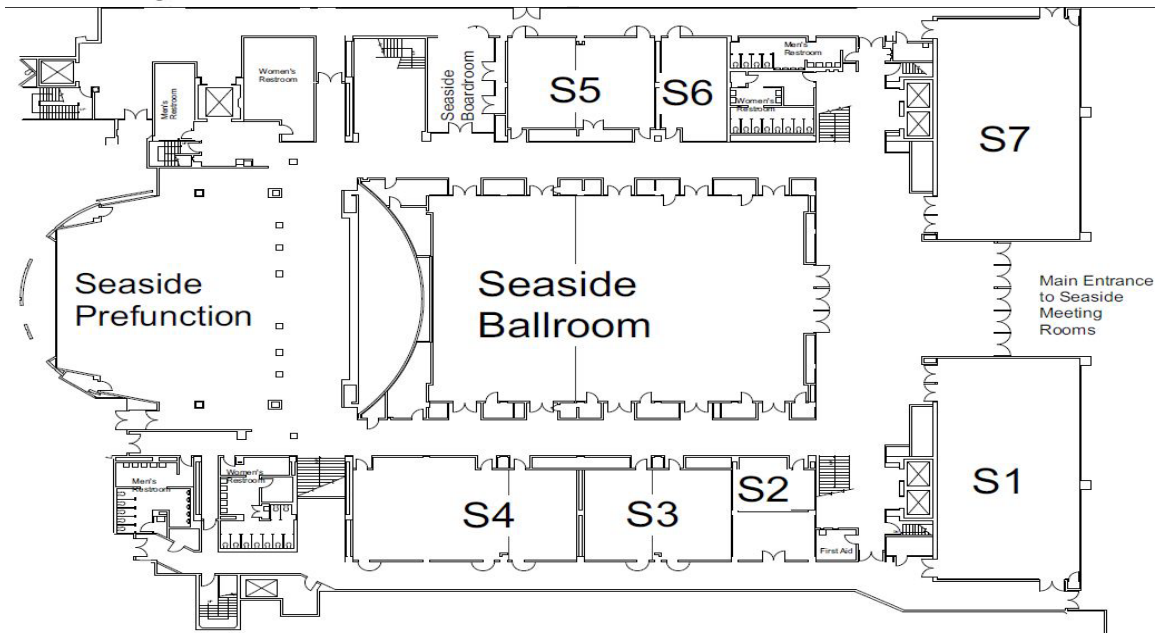 Men's
Restroom
Women's
Restroom
Seaside
Boardroom
S5
S6
Men's
Restroom
Women's
Restroom
S7
Seaside
Prefunction
Seaside
Ballroom
Main Entrance
to Seaside
Meeting
Rooms
Men's
Restroom
Women's
Restroom
S4
S3
S2
First Aid
S1